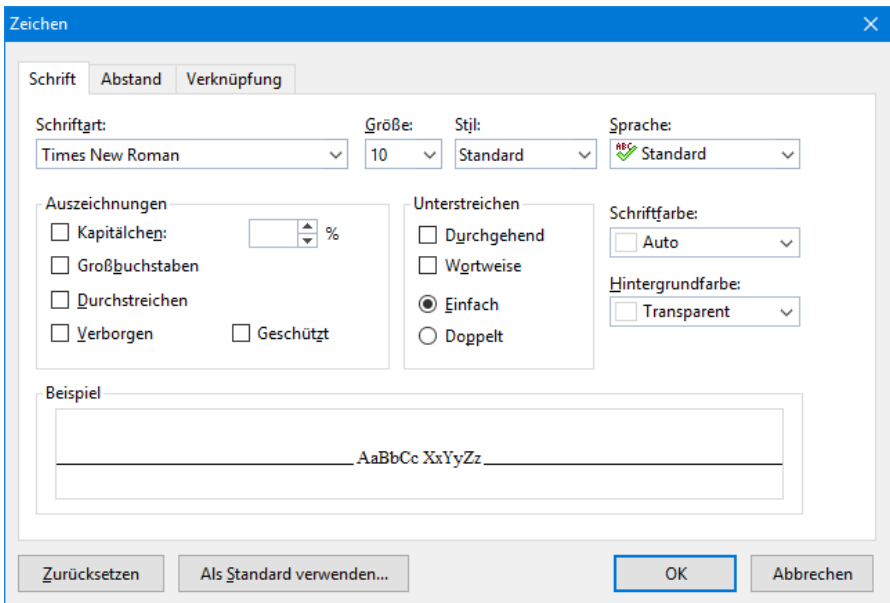 Zeichen
Schrift Abstand Verknüpfung
Schriftart: Größe: Stil: Sprache:
Times New Roman 10 Standard ABC Standard
Auszeichnungen Unterstreichen
Kapitälchen: % Durchgehend Schriftfarbe:
Großbuchstaben Wortweise Auto
Durchstreichen Einfach Hintergrundfarbe:
Verborgen Geschützt Doppelt Transparent
Beispiel
AaBbCc XxYyZz
Zurücksetzen Als Standard verwenden... OK Abbrechen